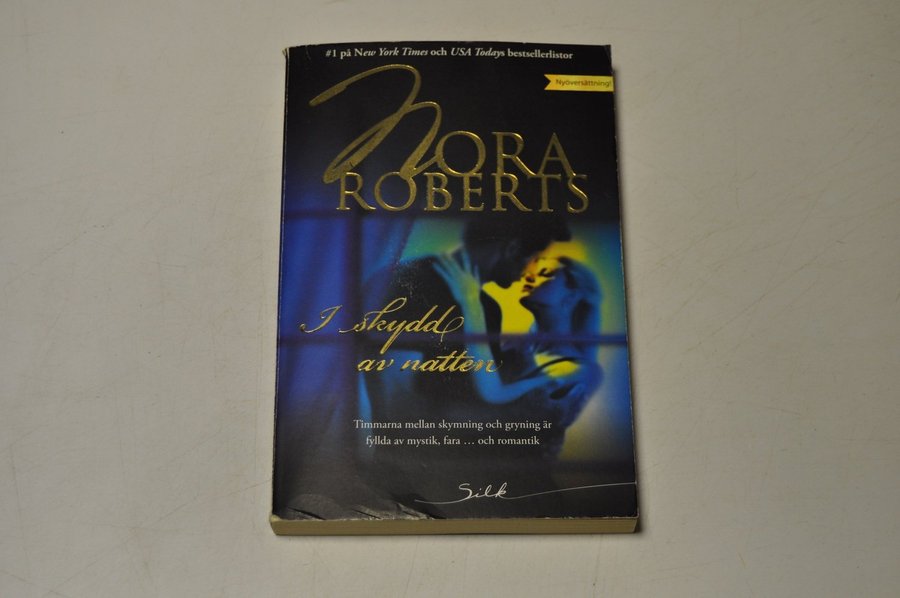 #1 på New York Times och USA Todays bestsellerlistor
Nyöversättning!
NORA
ROBERTS
I skydd
av natten
Timmarna mellan skymning och gryning är
fyllda av mystik, fara ... och romantik
Silk